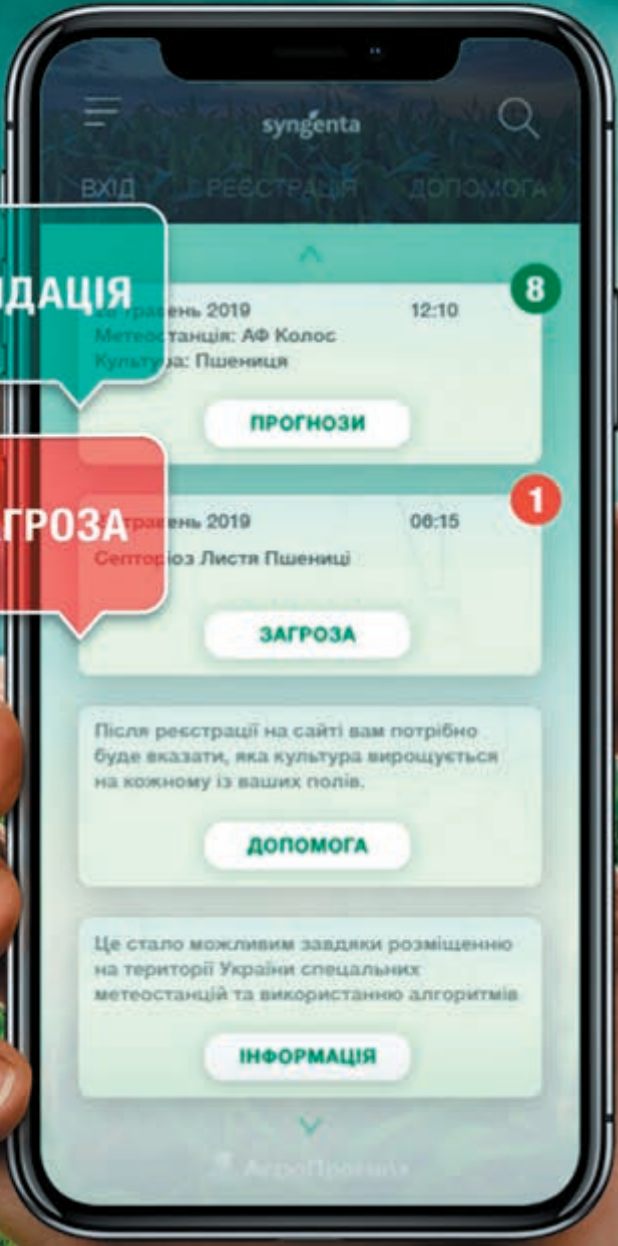 syngenta
ВХІД РЕЄСТРАЦІЯ ДОПОМОГА
ДАЦІЯ
травень 2019 12:10
8
Метеостанція: АФ Колос
Культура: Пшениця
ПРОГНОЗИ
ГРОЗА
травень 2019 06:15
1
Септоріоз Листя Пшениці
ЗАГРОЗА
Після реєстрації на сайті вам потрібно
буде вказати, яка культура вирощується
на кожному із ваших полів.
ДОПОМОГА
Це стало можливим завдяки розміщенню
на території України спецальних
метеостанцій та використанню алгоритмів
ІНФОРМАЦІЯ